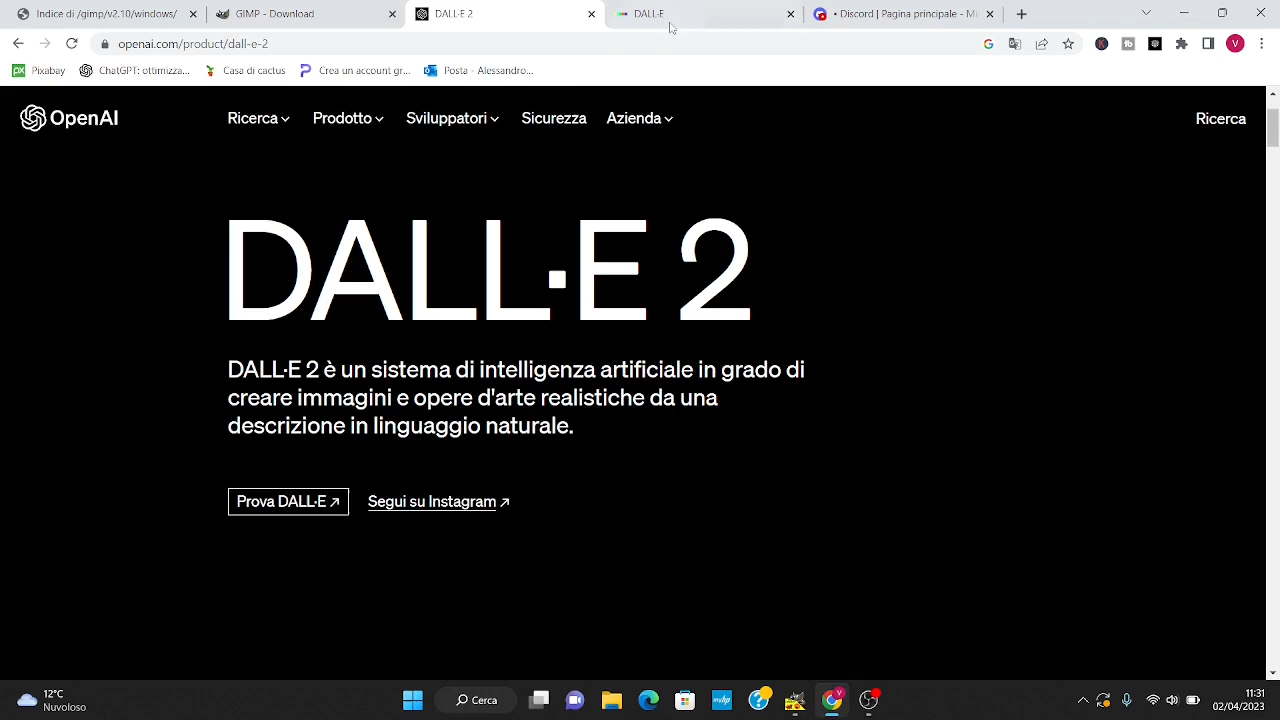 Indice di /gimp/v3.0/windows/
GIMP - Download
DALL·E 2
DALL·E
• Discord | Pagina principale - Mi
openai.com/product/dall-e-2
Pixabay
ChatGPT: ottimizza...
Casa di cactus
Crea un account gr...
Posta - Alessandro...
OpenAI
Ricerca
Prodotto
Sviluppatori
Sicurezza
Azienda
Ricerca
DALL·E 2
DALL·E 2 è un sistema di intelligenza artificiale in grado di
creare immagini e opere d'arte realistiche da una
descrizione in linguaggio naturale.
Prova DALL·E ↗
Segui su Instagram ↗
12°C
Nuvoloso
Cerca
11:31
02/04/2023